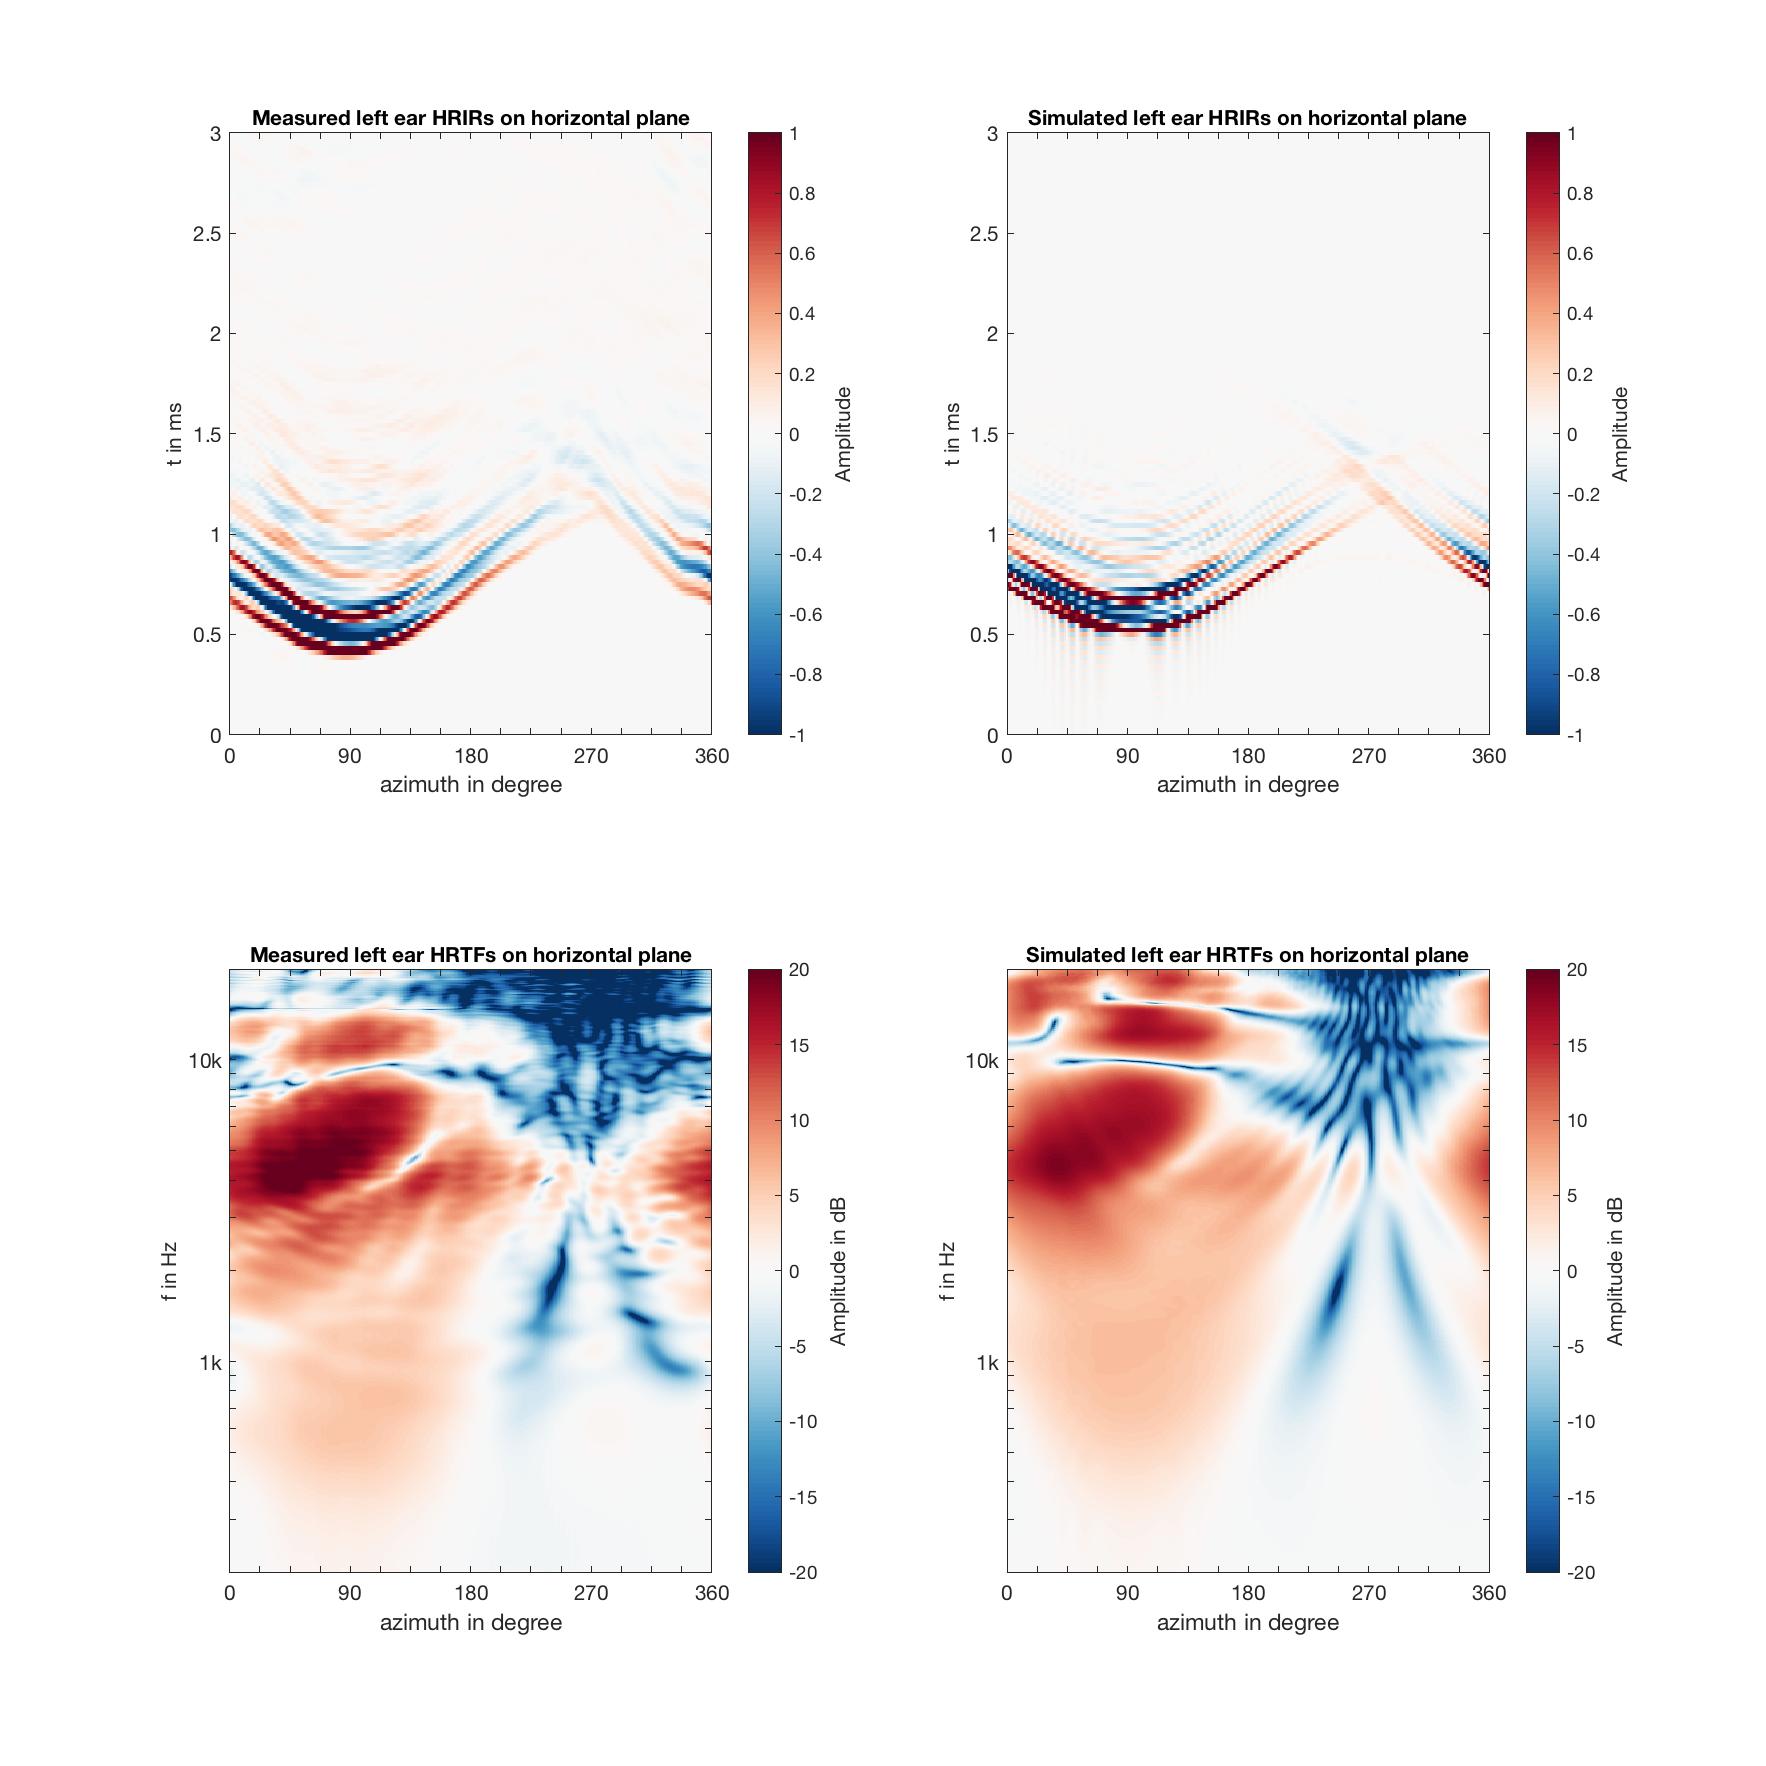 Measured left ear HRIRs on horizontal plane
3
2.5
2
1.5
1
0.5
0
t in ms
0 90 180 270 360
azimuth in degree
1
0.8
0.6
0.4
0.2
0
-0.2
-0.4
-0.6
-0.8
-1
Amplitude
Simulated left ear HRIRs on horizontal plane
3
2.5
2
1.5
1
0.5
0
t in ms
0 90 180 270 360
azimuth in degree
1
0.8
0.6
0.4
0.2
0
-0.2
-0.4
-0.6
-0.8
-1
Amplitude
Measured left ear HRTFs on horizontal plane
10k
1k
f in Hz
0 90 180 270 360
azimuth in degree
20
15
10
5
0
-5
-10
-15
-20
Amplitude in dB
Simulated left ear HRTFs on horizontal plane
10k
1k
f in Hz
0 90 180 270 360
azimuth in degree
20
15
10
5
0
-5
-10
-15
-20
Amplitude in dB